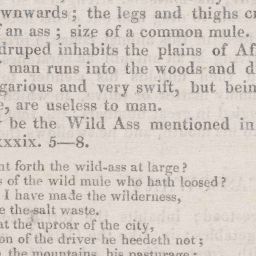 wnwards; the legs and thighs c
f an ass; size of a common mule.
druped inhabits the plains of Af
man runs into the woods and d
garious and very swift, but bein
e, are useless to man.
be the Wild Ass mentioned in
xxix. 5—8.
nt forth the wild-ass at large?
s of the wild mule who hath loosed?
I have made the wilderness,
e the salt waste.
at the uproar of the city,
on of the driver he heedeth not;
the mountains, his pasturage;